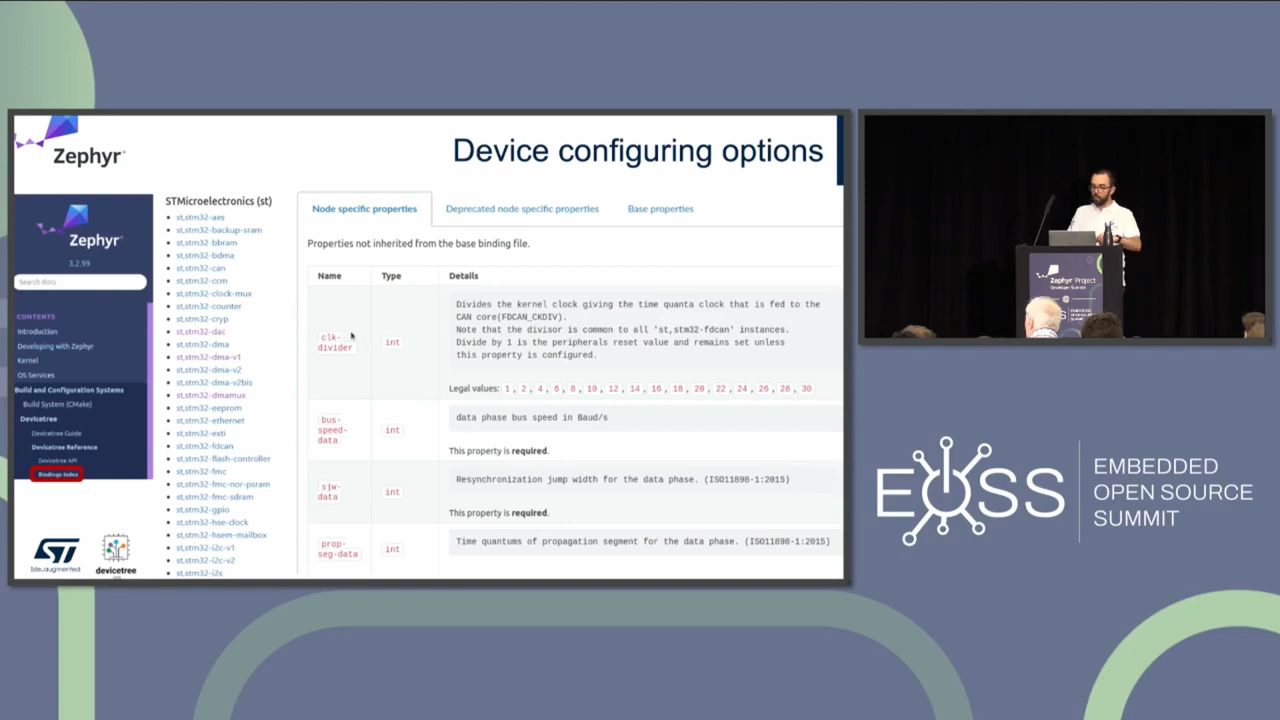 Zephyr
Device configuring options
Zephyr
3.2.99
Search docs
CONTENTS
Introduction
Developing with Zephyr
Kernel
OS Services
Build and Configuration Systems
Build System (CMake)
Devicetree
Devicetree Guide
Devicetree Reference
Devicetree API
Bindings index
STMicroelectronics (st)
st,stm32-aes
st,stm32-backup-sram
st,stm32-bbram
st,stm32-bdma
st,stm32-can
st,stm32-ccm
st,stm32-clock-mux
st,stm32-counter
st,stm32-cryp
st,stm32-dac
st,stm32-dma
st,stm32-dma-v1
st,stm32-dma-v2
st,stm32-dma-v2bis
st,stm32-dmamux
st,stm32-eeprom
st,stm32-ethernet
st,stm32-exti
st,stm32-fdcan
st,stm32-flash-controller
st,stm32-fmc
st,stm32-fmc-nor-psram
st,stm32-fmc-sdram
st,stm32-gpio
st,stm32-hse-clock
st,stm32-hsem-mailbox
st,stm32-i2c-v1
st,stm32-i2c-v2
st,stm32-i2s
Node specific properties Deprecated node specific properties Base properties
Properties not inherited from the base binding file.
Name Type Details
clk-divider int
Divides the kernel clock giving the time quanta clock that is fed to the
CAN core(FDCAN_CKDIV).
Note that the divisor is common to all 'st,stm32-fdcan' instances.
Divide by 1 is the peripherals reset value and remains set unless
this property is configured.
Legal values: 1 , 2 , 4 , 6 , 8 , 10 , 12 , 14 , 16 , 18 , 20 , 22 , 24 , 26 , 28 , 30
bus-speed-data int
data phase bus speed in Baud/s
This property is required.
sjw-data int
Resynchronization jump width for the data phase. (ISO11898-1:2015)
This property is required.
prop-seg-data int
Time quantums of propagation segment for the data phase. (ISO11898-1:2015)
ST
life.augmented
devicetree
Zephyr Project
Developer Summit
EOSS
EMBEDDED
OPEN SOURCE
SUMMIT